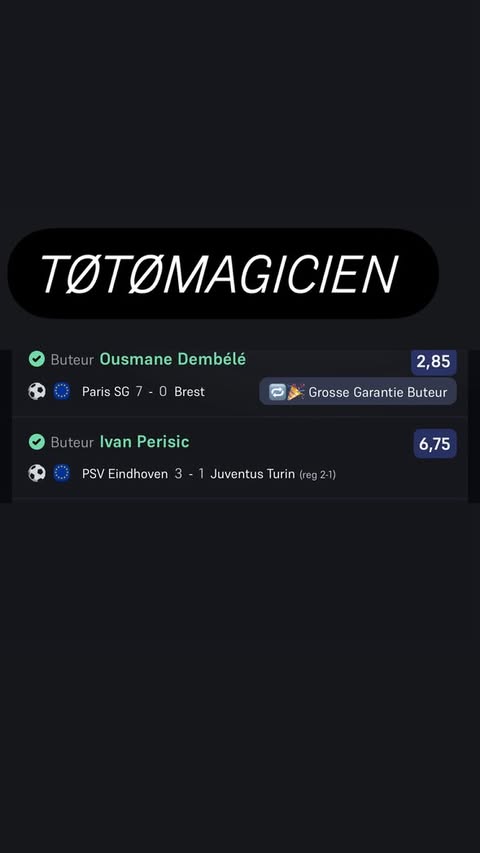 TØTØMAGICIEN
Buteur Ousmane Dembélé 2,85
Paris SG 7 - 0 Brest Grosse Garantie Buteur
Buteur Ivan Perisic 6,75
PSV Eindhoven 3 - 1 Juventus Turin (reg 2-1)